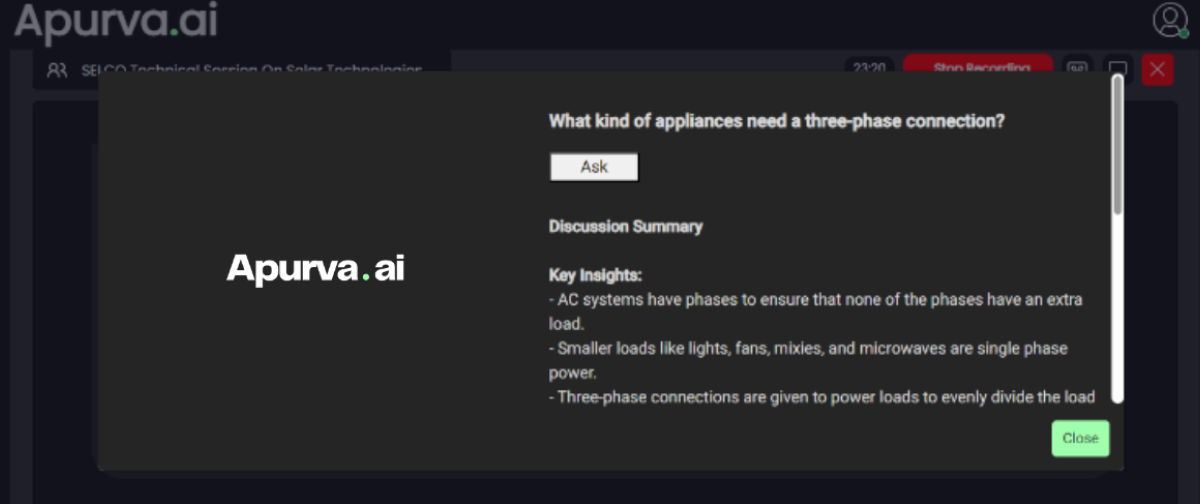 Apurva.ai
SELCO Technical Session On Solar Technologies
23:20
Stop Recording
What kind of appliances need a three-phase connection?
Ask
Discussion Summary
Key Insights:
- AC systems have phases to ensure that none of the phases have an extra
load.
- Smaller loads like lights, fans, mixies, and microwaves are single phase
power.
- Three-phase connections are given to power loads to evenly divide the load
Apurva.ai
Close